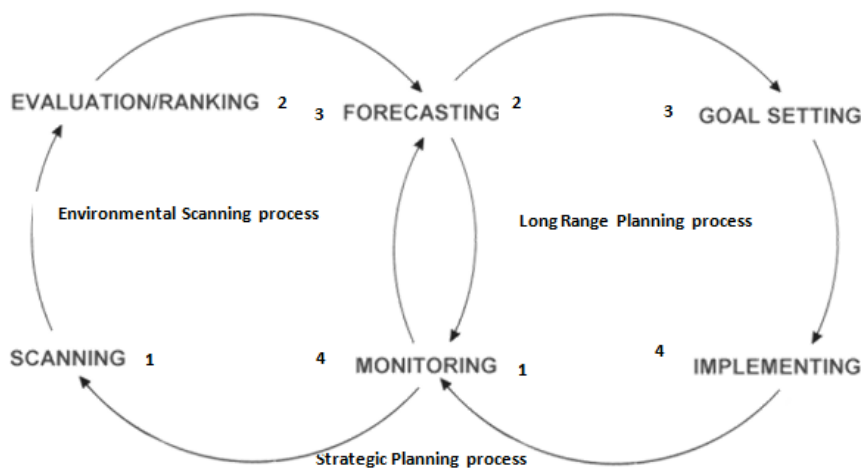 EVALUATION/RANKING 2
3 FORECASTING 2
3 GOAL SETTING
Environmental Scanning process
Long Range Planning process
SCANNING 1
4 MONITORING 1
4 IMPLEMENTING
Strategic Planning process